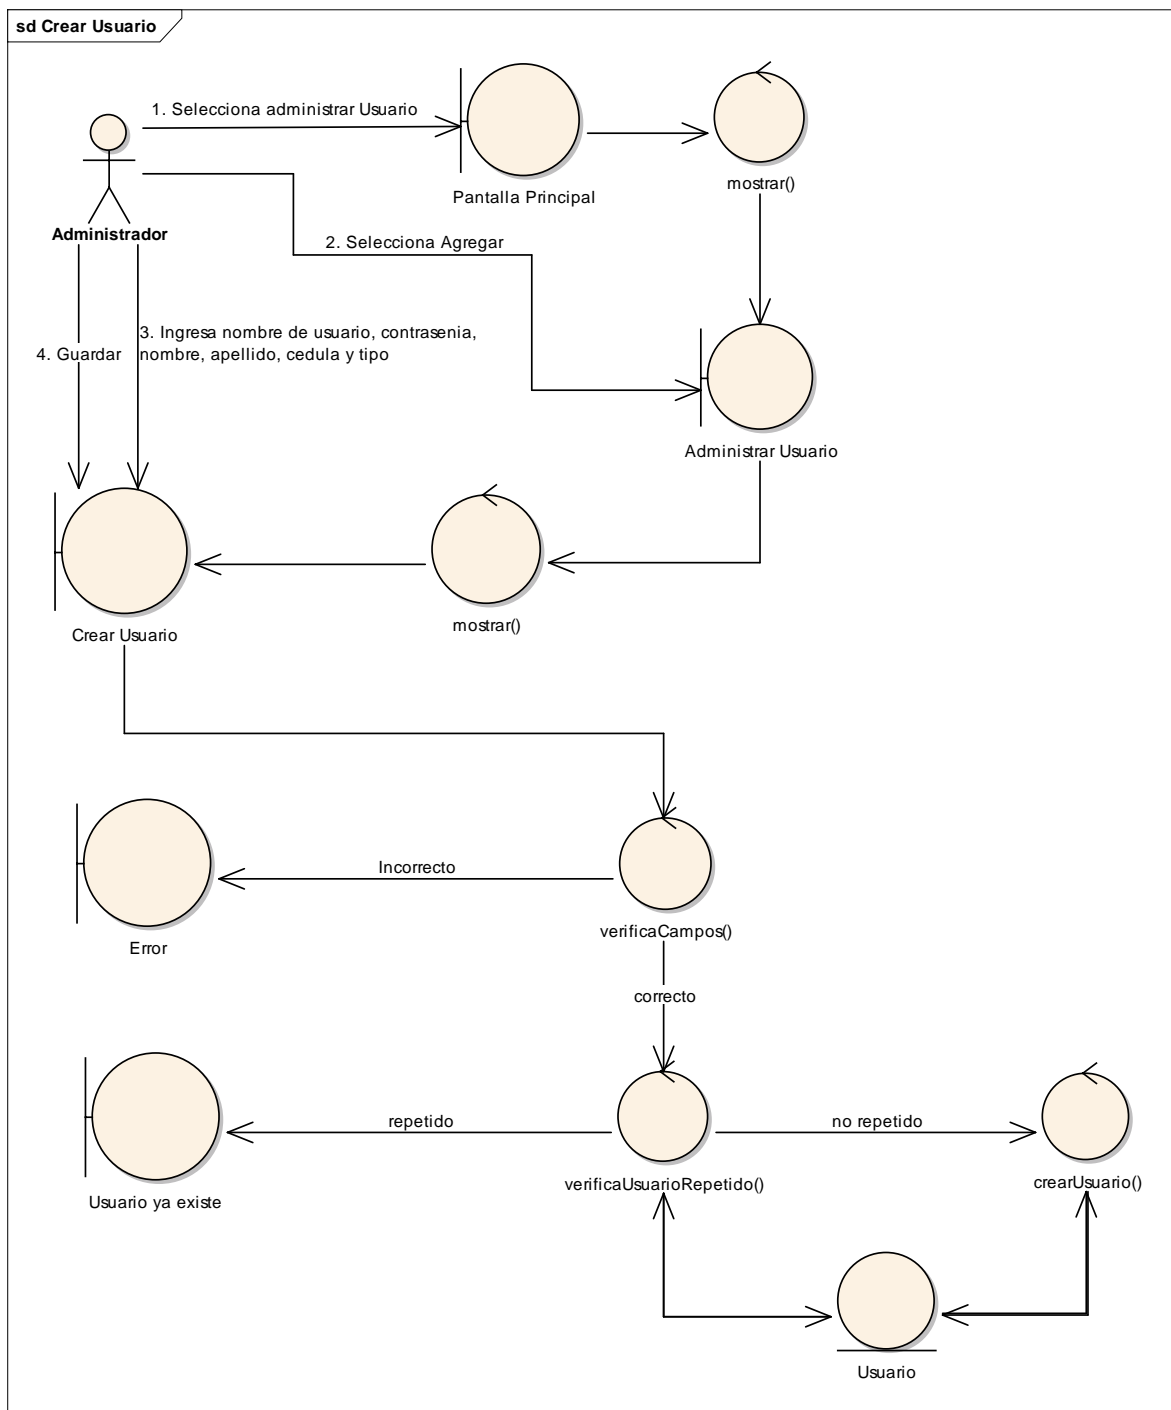 sd Crear Usuario
1. Selecciona administrar Usuario
Pantalla Principal
mostrar()
Administrador
2. Selecciona Agregar
3. Ingresa nombre de usuario, contrasenia,
nombre, apellido, cedula y tipo
4. Guardar
Administrar Usuario
Crear Usuario
mostrar()
Incorrecto
Error
verificaCampos()
correcto
repetido
no repetido
Usuario ya existe
verificaUsuarioRepetido()
crearUsuario()
Usuario